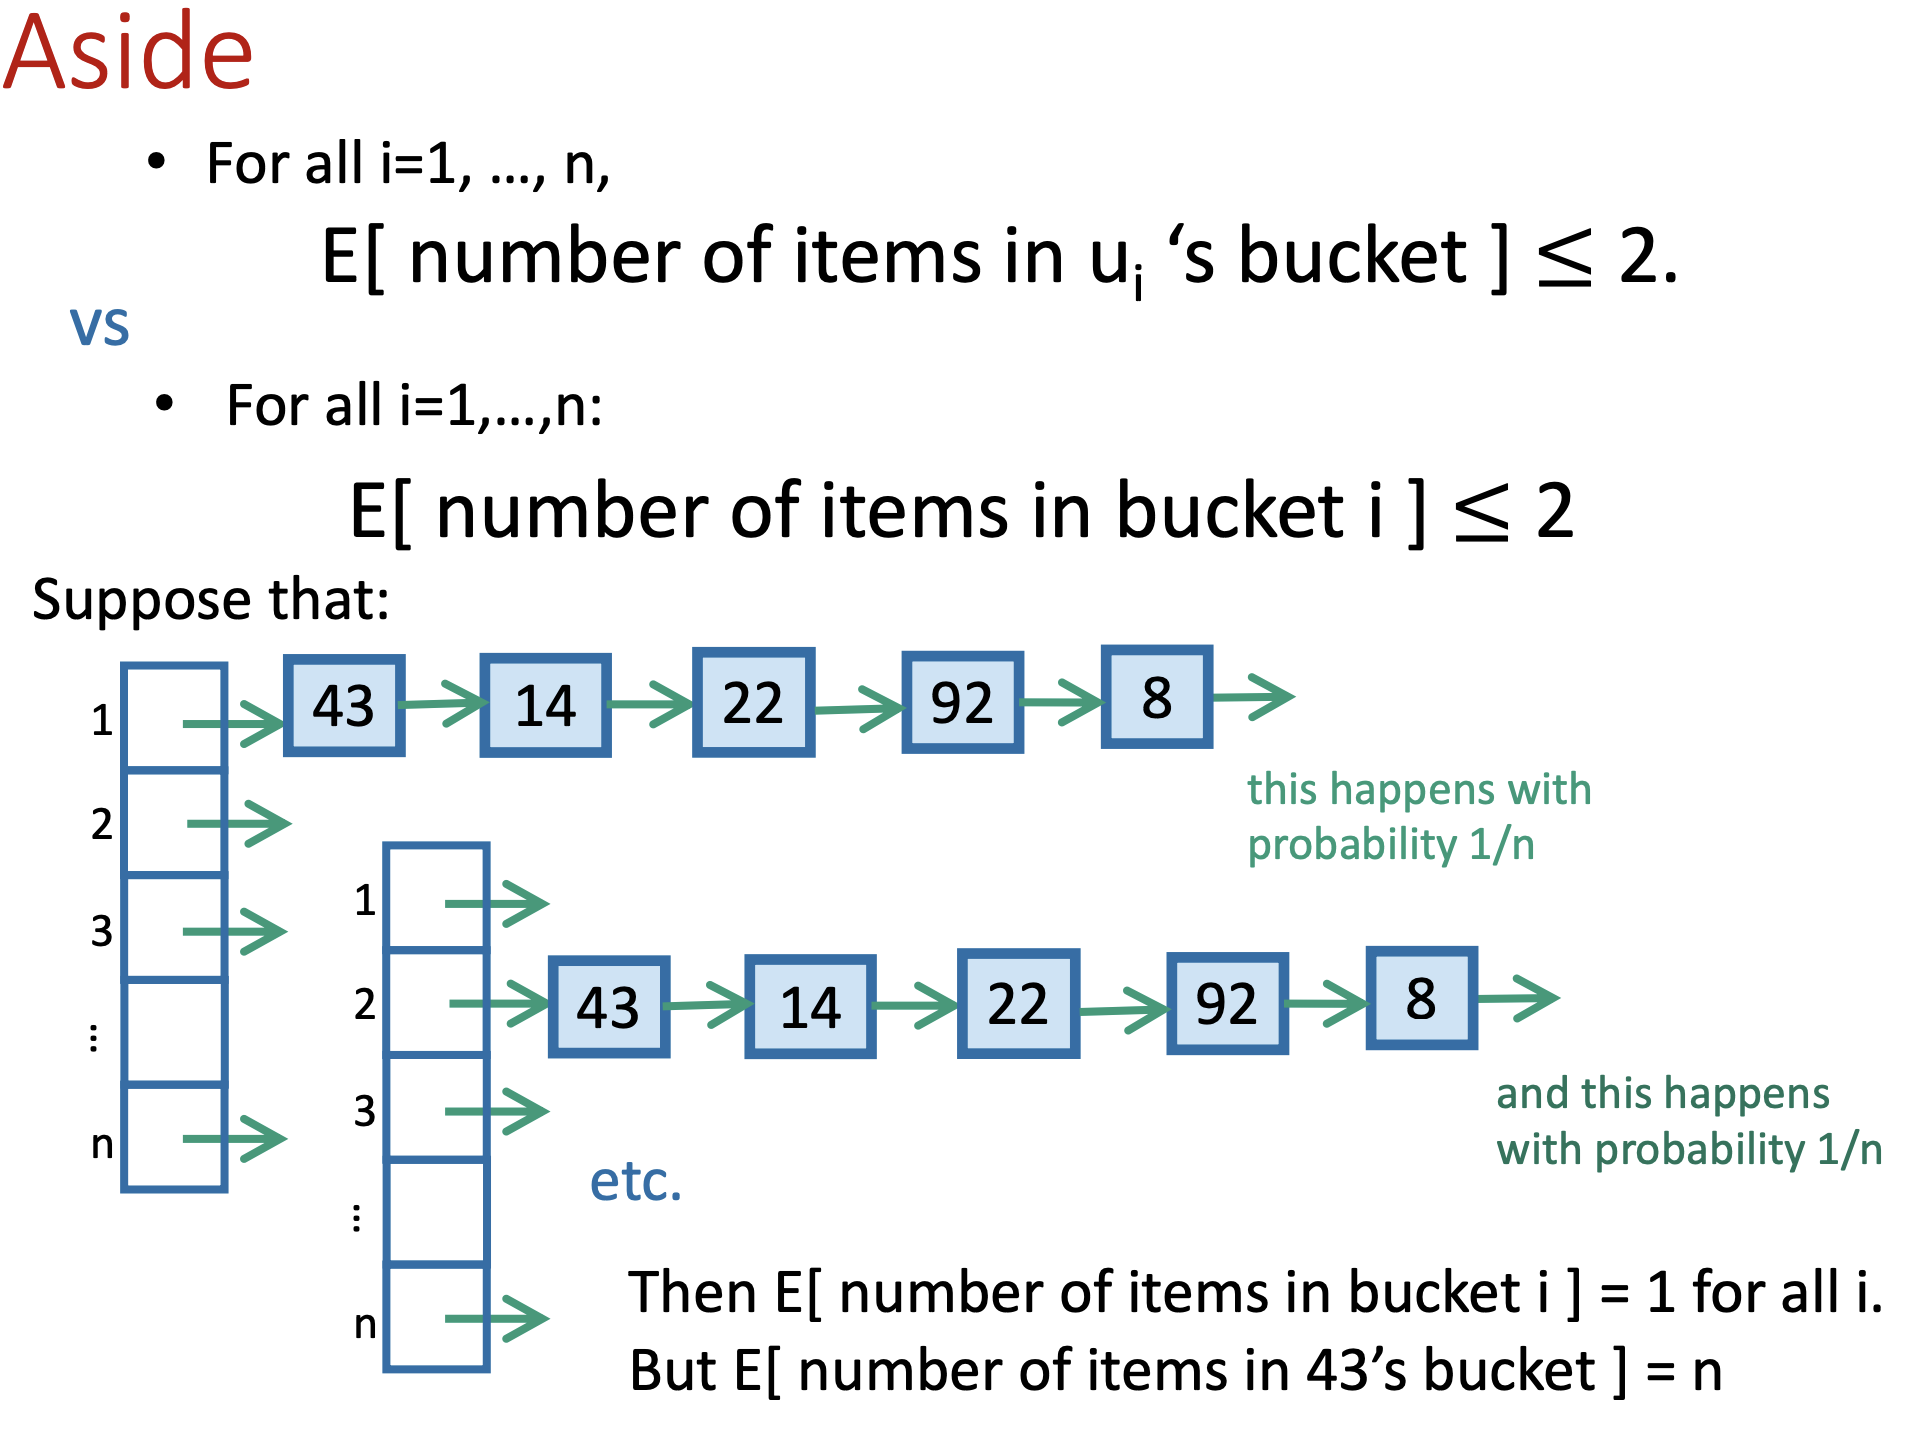 Aside
• For all i=1, …, n,
E[ number of items in uᵢ ‘s bucket ] ≤ 2.
vs
• For all i=1,…,n:
E[ number of items in bucket i ] ≤ 2
Suppose that:
1 43 14 22 92 8
2
3
⋮
n
this happens with
probability 1/n
1
2 43 14 22 92 8
3
⋮
n
and this happens
with probability 1/n
etc.
Then E[ number of items in bucket i ] = 1 for all i.
But E[ number of items in 43’s bucket ] = n